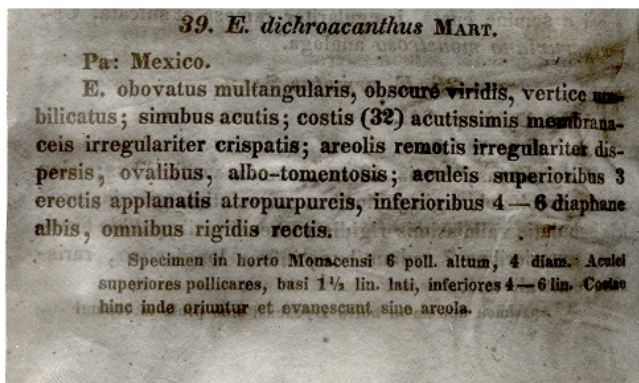 39. E. dichroacanthus MART.
Pa: Mexico.
E. obovatus multangularis, obscure viridis, vertice um-
bilicatus; sinubus acutis; costis (32) acutissimis membrana-
ceis irregulariter crispatis; areolis remotis irregulariter dis-
persis, ovalibus, albo-tomentosis; aculeis superioribus 3
erectis applanatis atropurpureis, inferioribus 4—6 diaphane
albis, omnibus rigidis rectis.
Specimen in horto Monacensi 6 poll. altum, 4 diam. Aculei
superiores pollicares, basi 1½ lin. lati, inferiores 4—6 lin. Costae
hinc inde oriuntur et evanescunt sine areola.